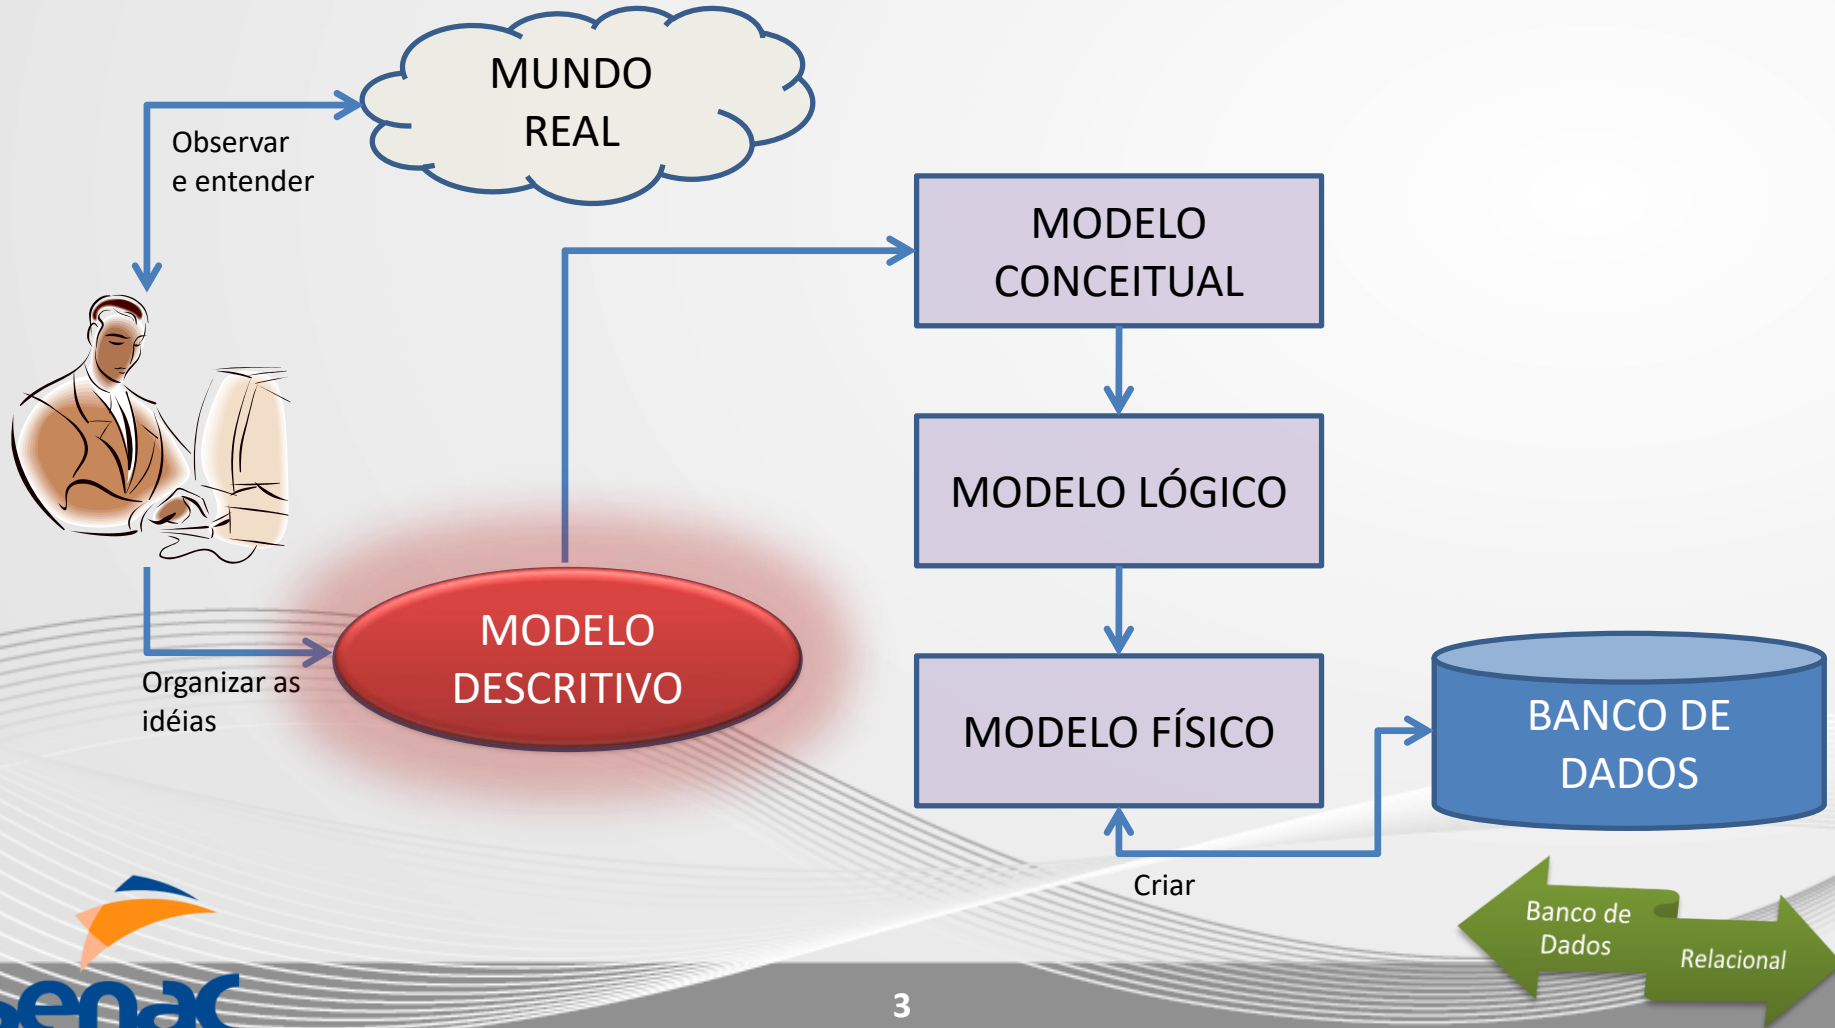 MUNDO
REAL
Observar
e entender
MODELO
CONCEITUAL
MODELO LÓGICO
MODELO
DESCRITIVO
Organizar as
idéias
MODELO FÍSICO
BANCO DE
DADOS
Criar
Banco de
Dados
Relacional
senac
3